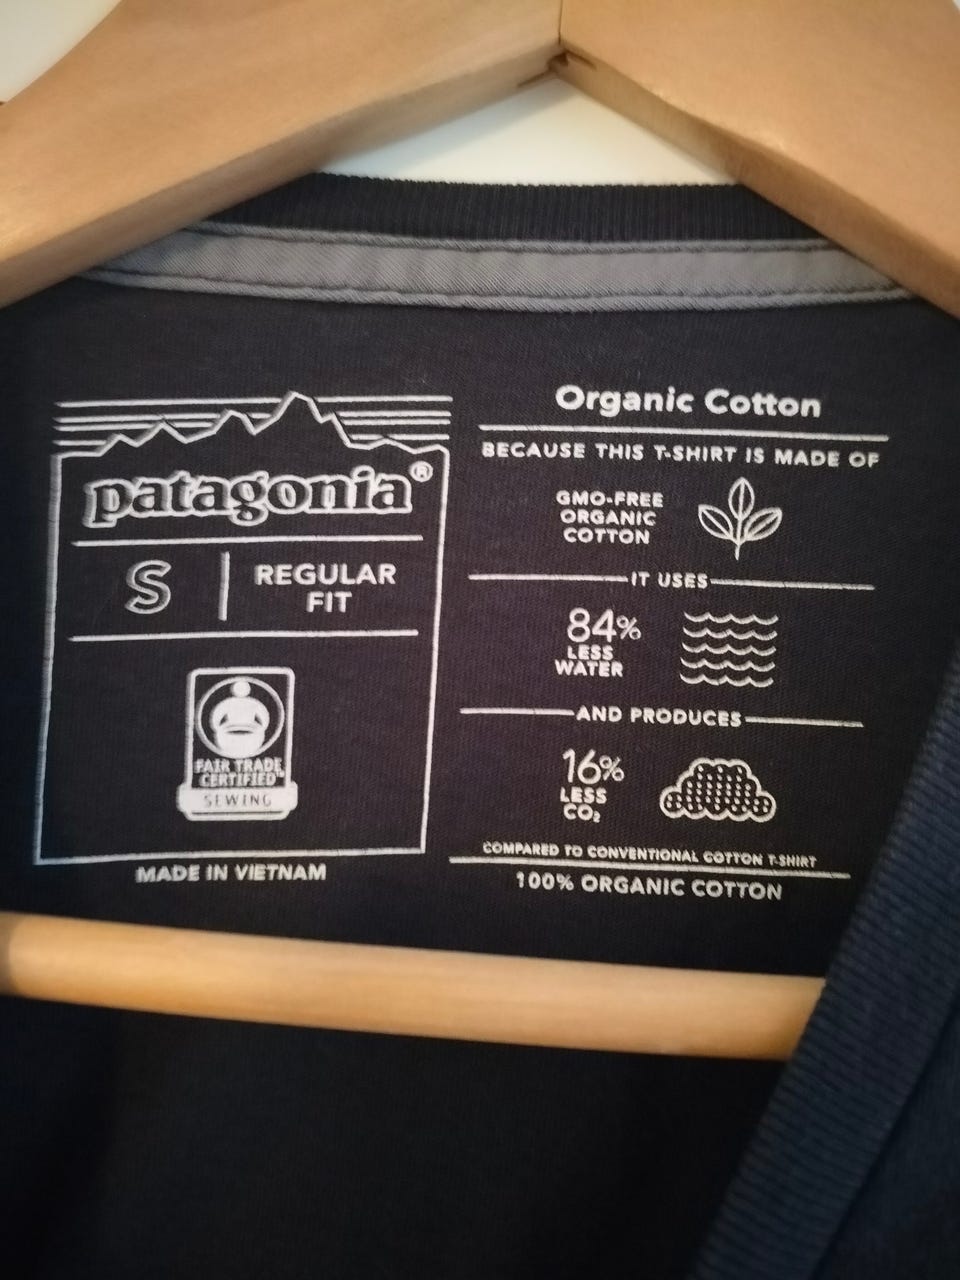 patagonia®
S
REGULAR
FIT
FAIR TRADE
CERTIFIED™
SEWING
MADE IN VIETNAM
Organic Cotton
BECAUSE THIS T-SHIRT IS MADE OF
GMO-FREE
ORGANIC
COTTON
IT USES
84%
LESS
WATER
AND PRODUCES
16%
LESS
CO₂
COMPARED TO CONVENTIONAL COTTON T-SHIRT
100% ORGANIC COTTON